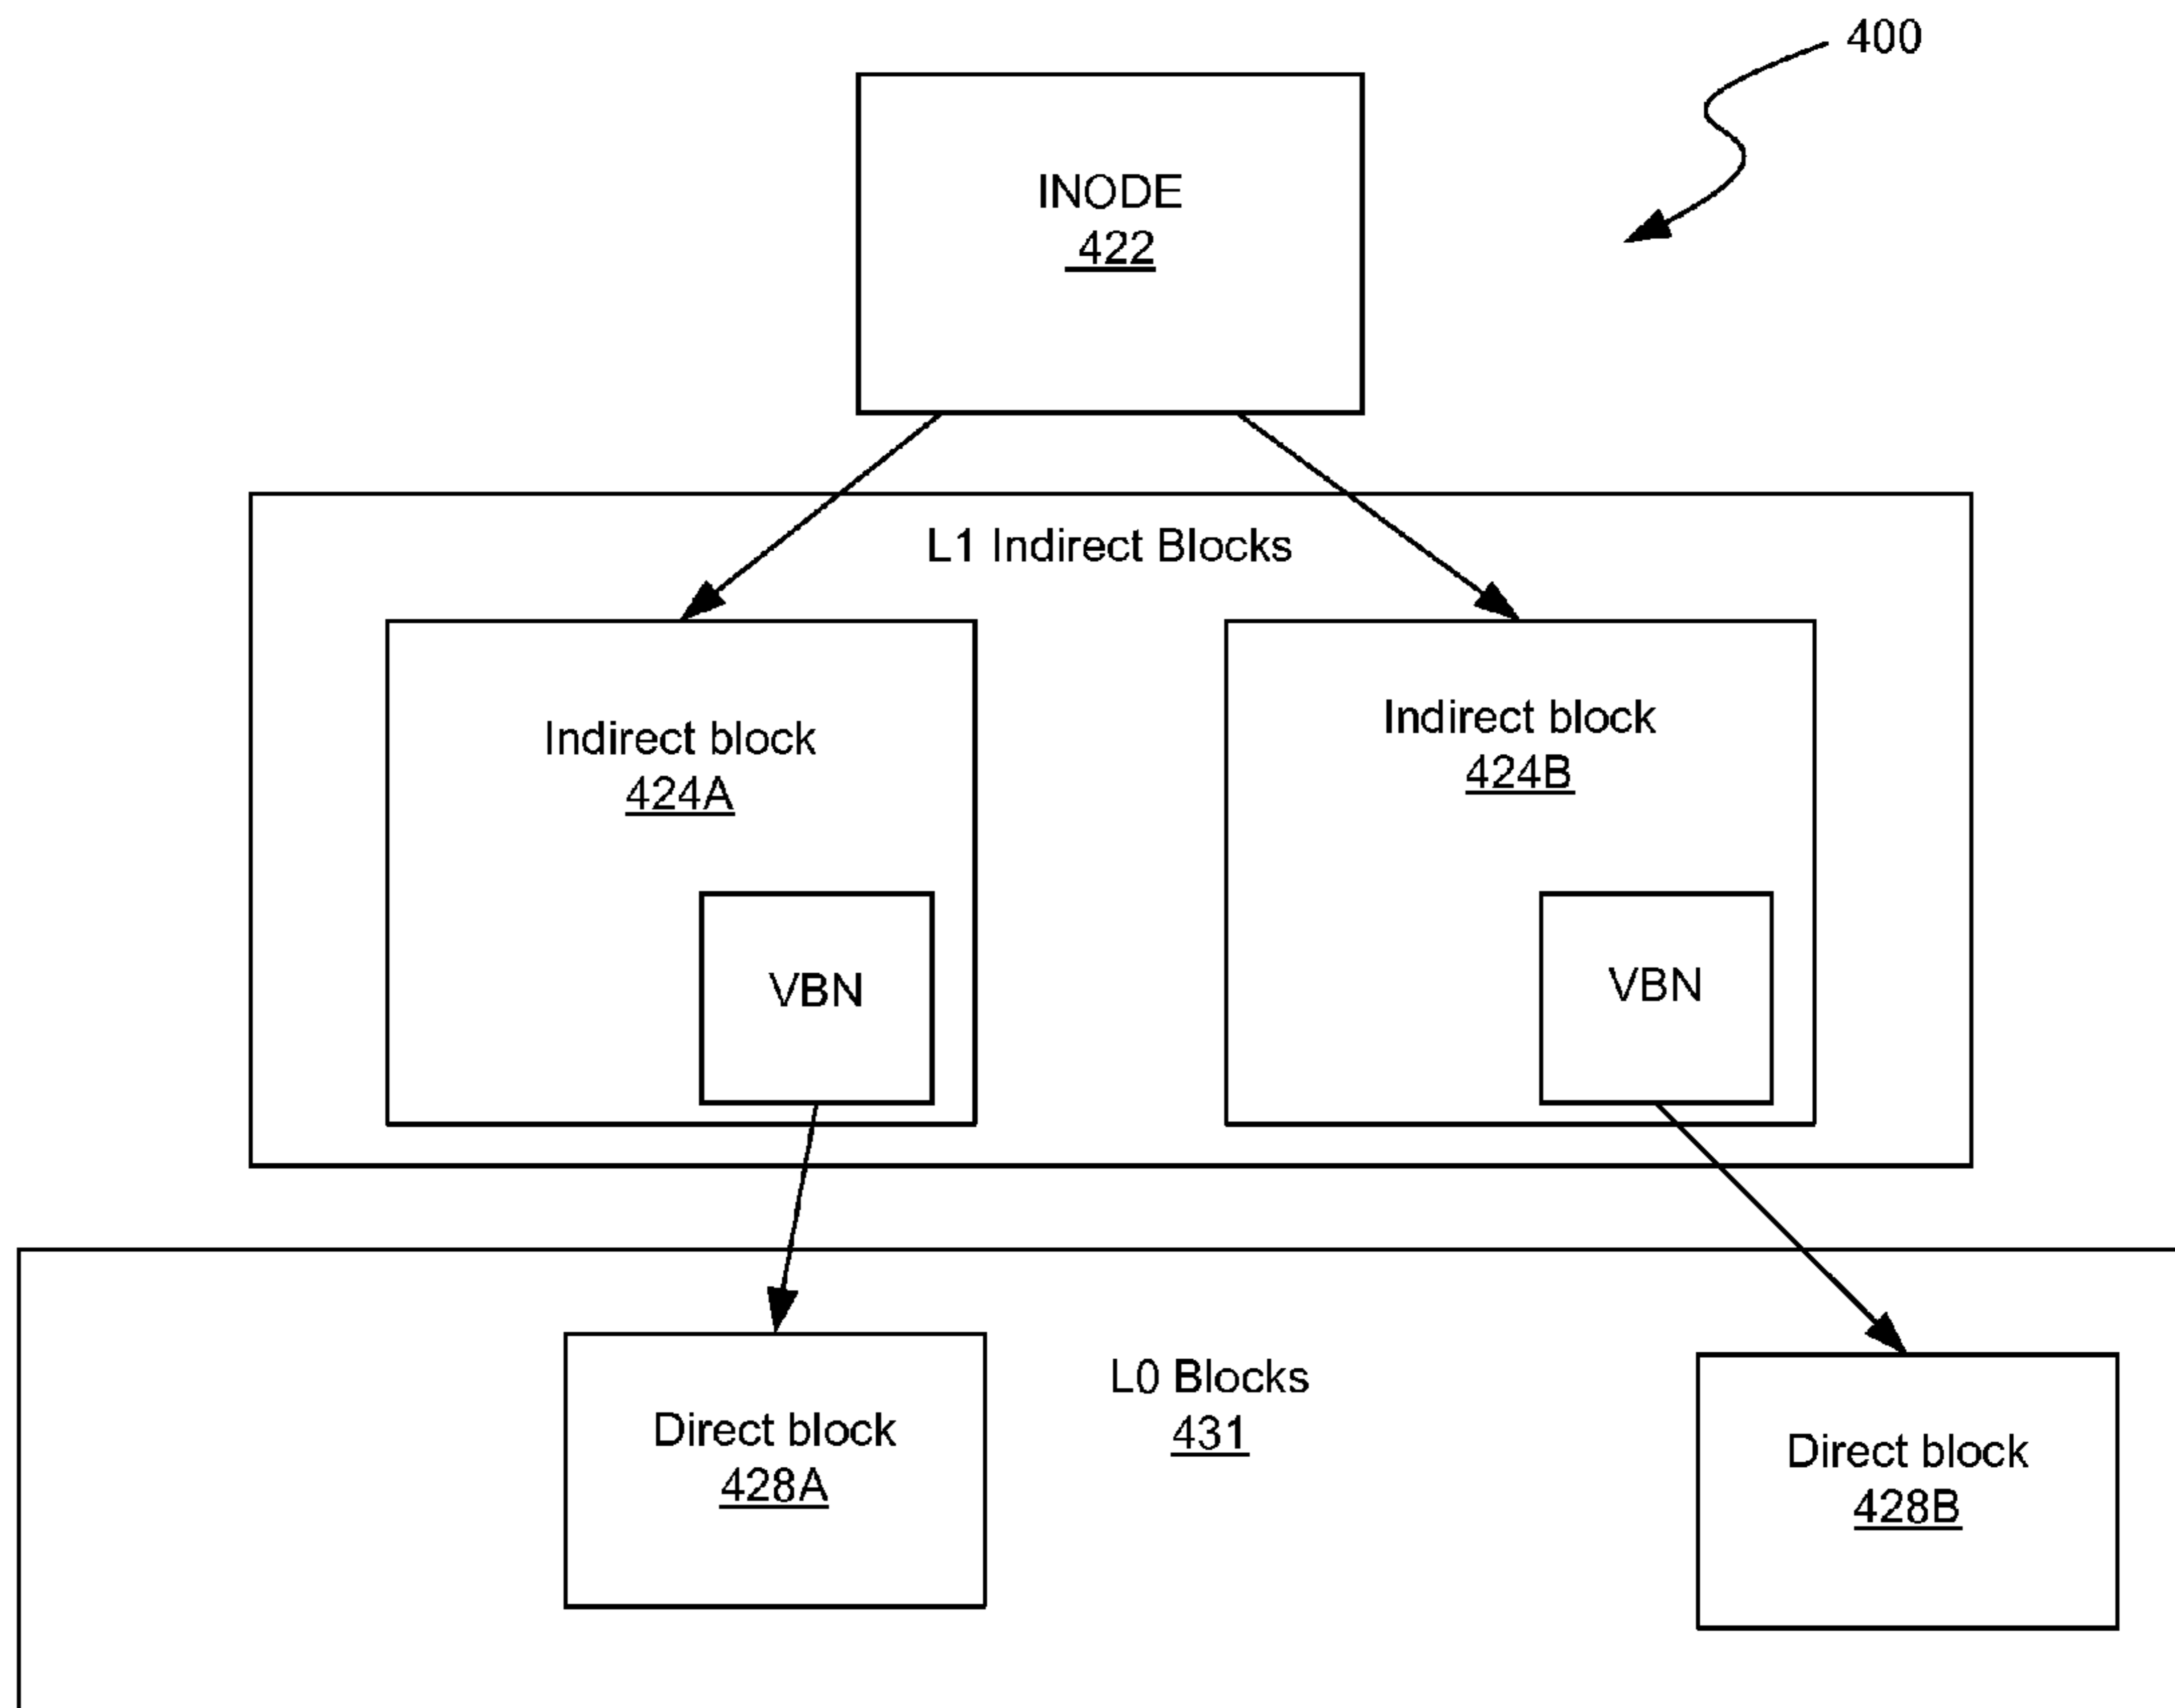 400
INODE
422
L1 Indirect Blocks
Indirect block
424A
Indirect block
424B
VBN
VBN
L0 Blocks
431
Direct block
428A
Direct block
428B